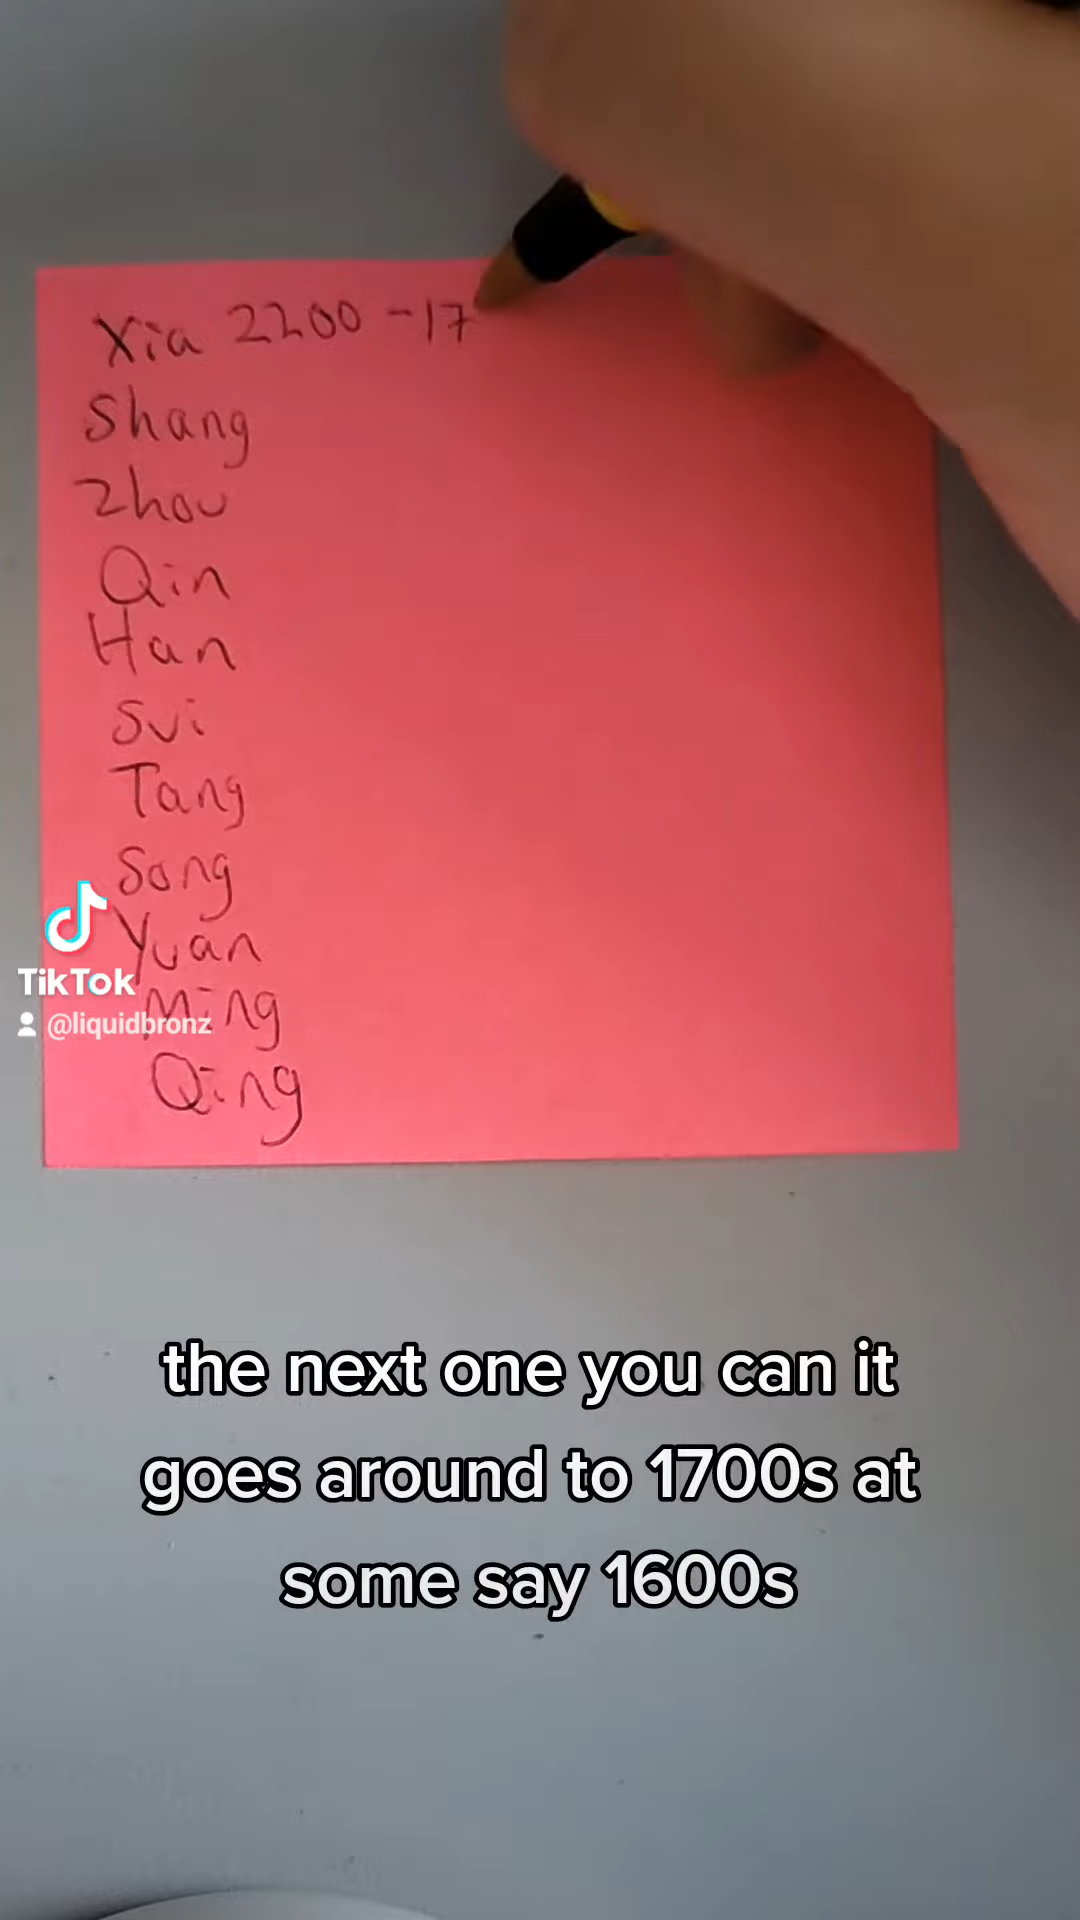 Xia 2200 - 17
Shang
Zhou
Qin
Han
Sui
Tang
Song
Yuan
Ming
Qing
TikTok
@liquidbronz
the next one you can it
goes around to 1700s at
some say 1600s